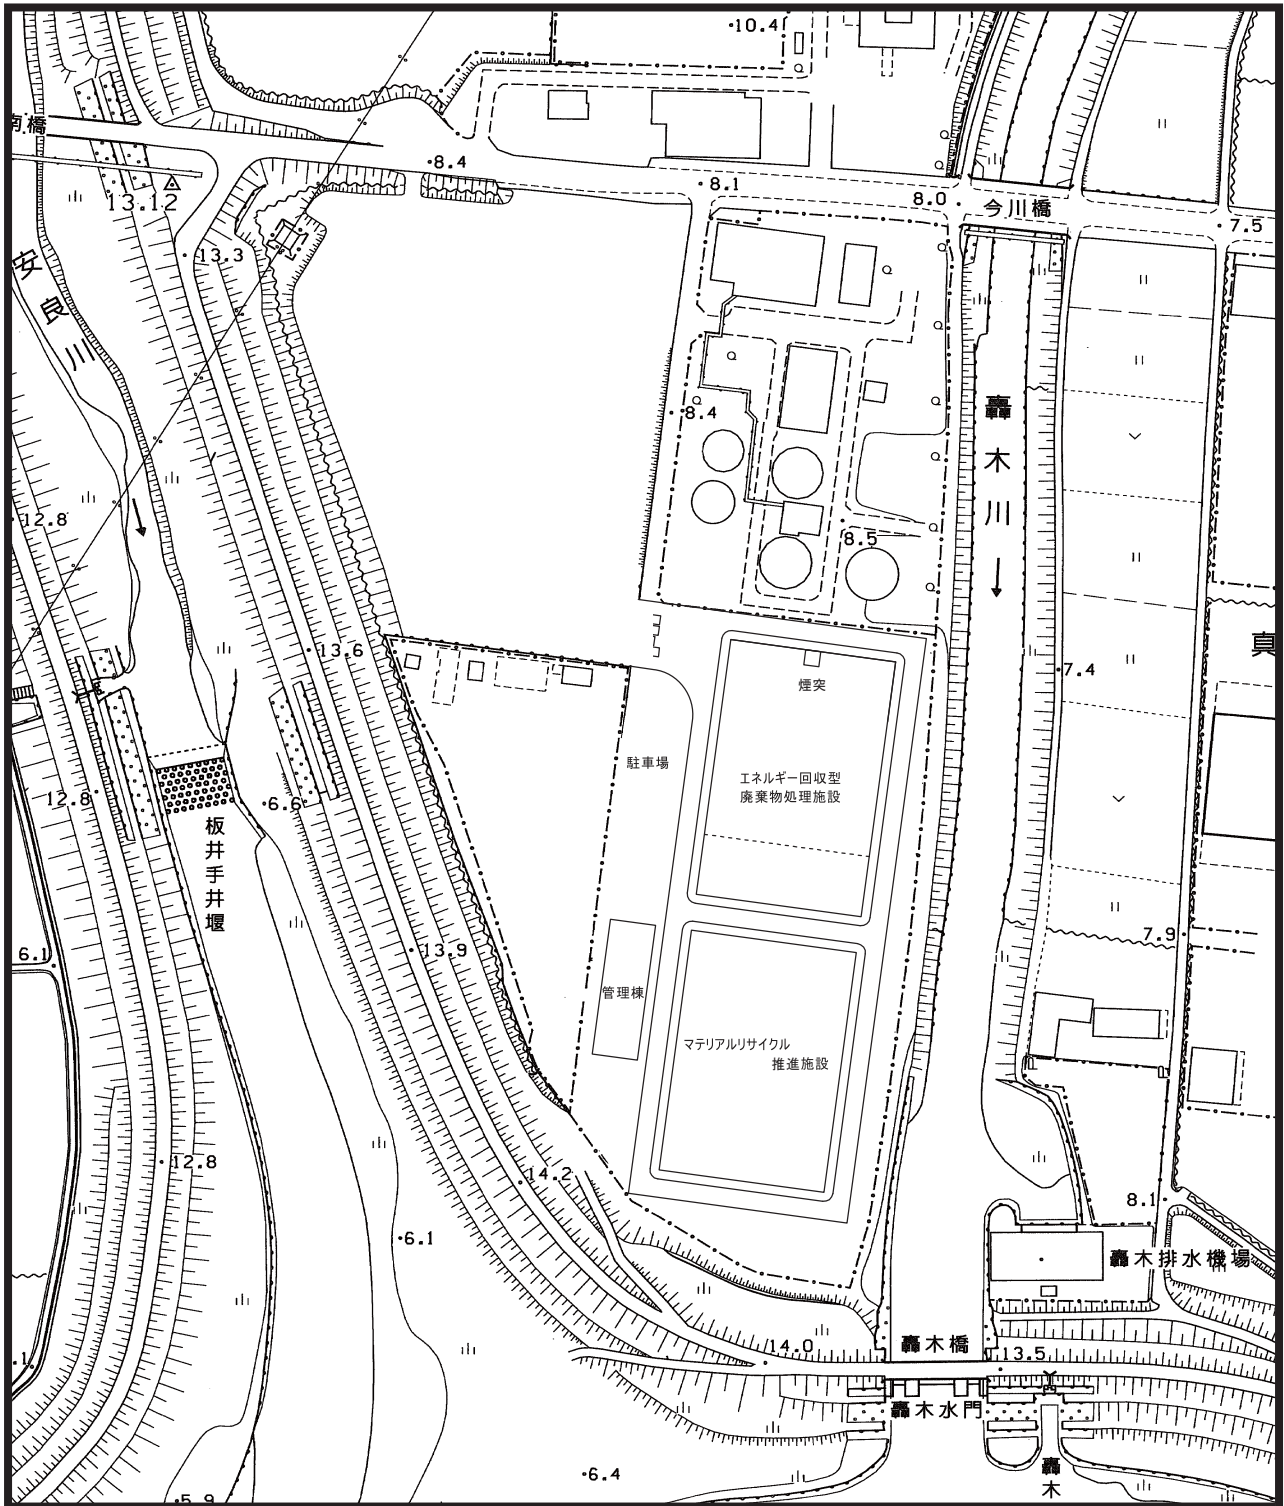 10.4
南橋
8.4
8.1
8.0
今川橋
7.5
13.12
13.3
安良川
8.4
轟木川
12.8
8.5
13.6
真
7.4
煙突
駐車場
エネルギー回収型
廃棄物処理施設
12.8
6.6
板井手井堰
13.9
7.9
6.1
管理棟
マテリアルリサイクル
推進施設
12.8
14.2
8.1
6.1
轟木排水機場
轟木橋
14.0
13.5
.1
轟木水門
6.4
轟木
5.9